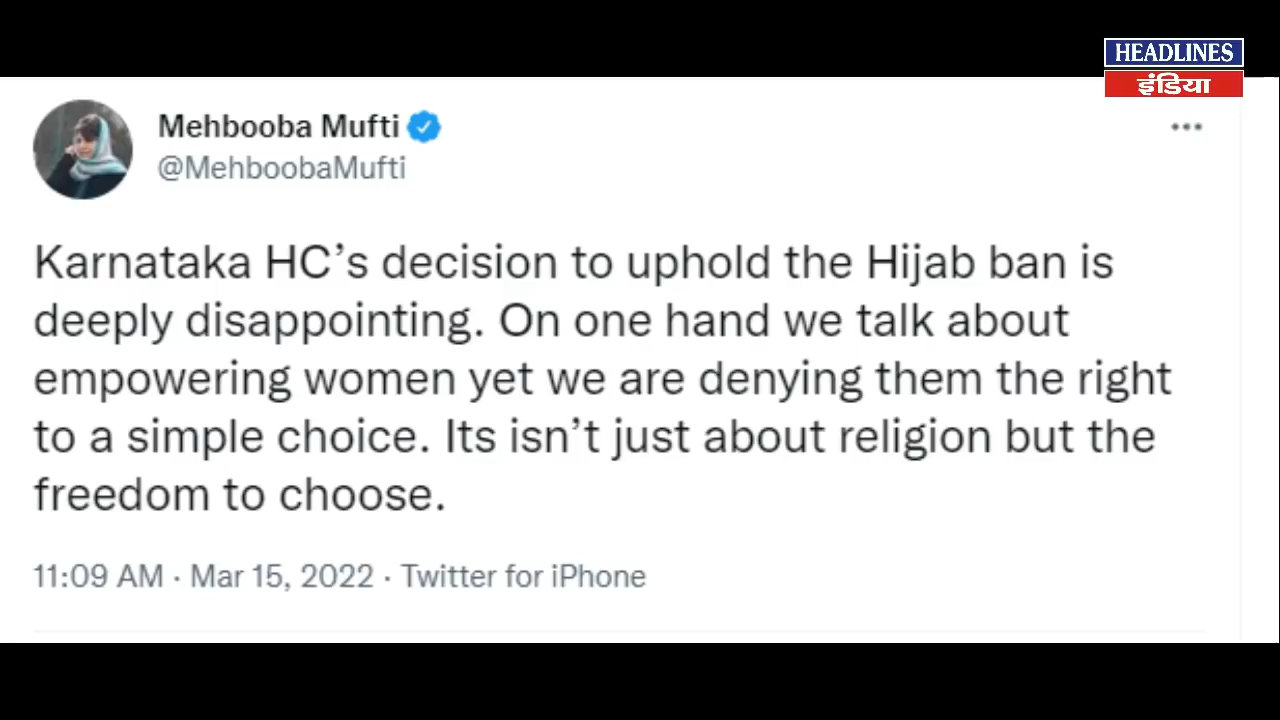 HEADLINES
इंडिया
Mehbooba Mufti
@MehboobaMufti
Karnataka HC’s decision to uphold the Hijab ban is
deeply disappointing. On one hand we talk about
empowering women yet we are denying them the right
to a simple choice. Its isn’t just about religion but the
freedom to choose.
11:09 AM · Mar 15, 2022 · Twitter for iPhone